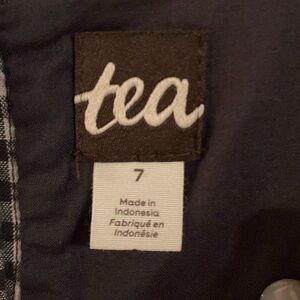 tea
7
Made in
Indonesia
Fabriqué en
Indonésie